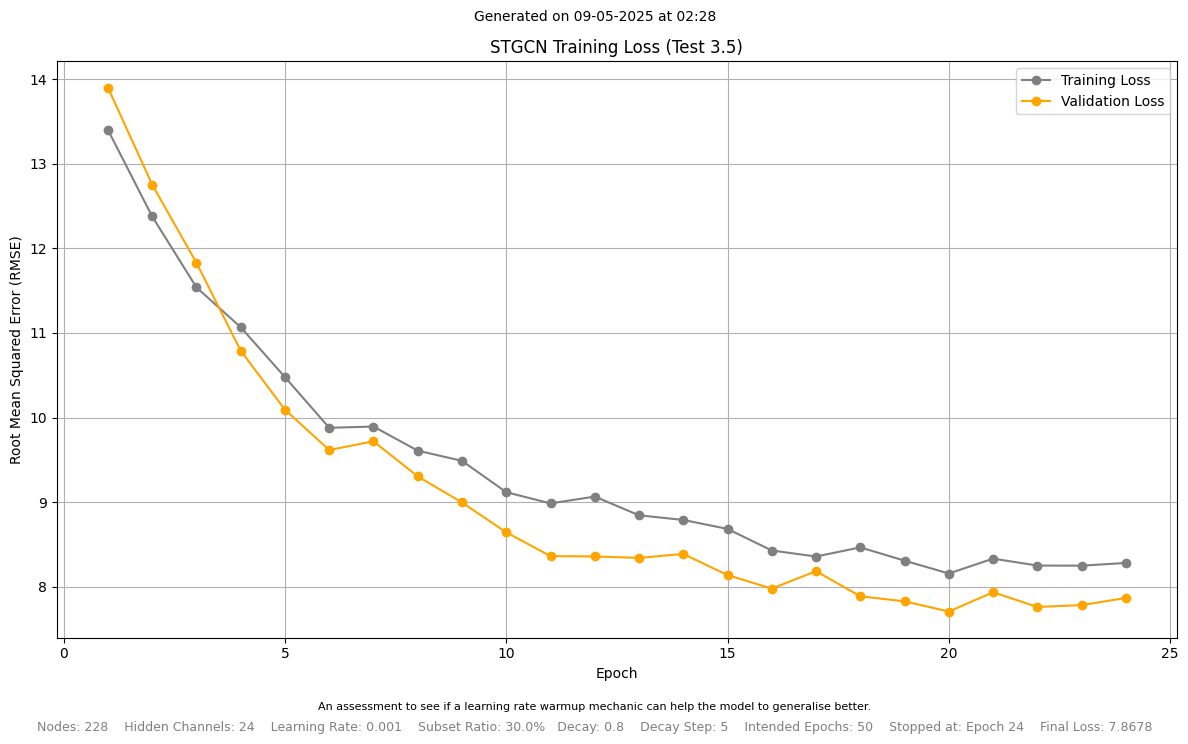 Generated on 09-05-2025 at 02:28
STGCN Training Loss (Test 3.5)
Training Loss
Validation Loss
Root Mean Squared Error (RMSE)
14
13
12
11
10
9
8
0 5 10 15 20 25
Epoch
An assessment to see if a learning rate warmup mechanic can help the model to generalise better.
Nodes: 228 Hidden Channels: 24 Learning Rate: 0.001 Subset Ratio: 30.0% Decay: 0.8 Decay Step: 5 Intended Epochs: 50 Stopped at: Epoch 24 Final Loss: 7.8678